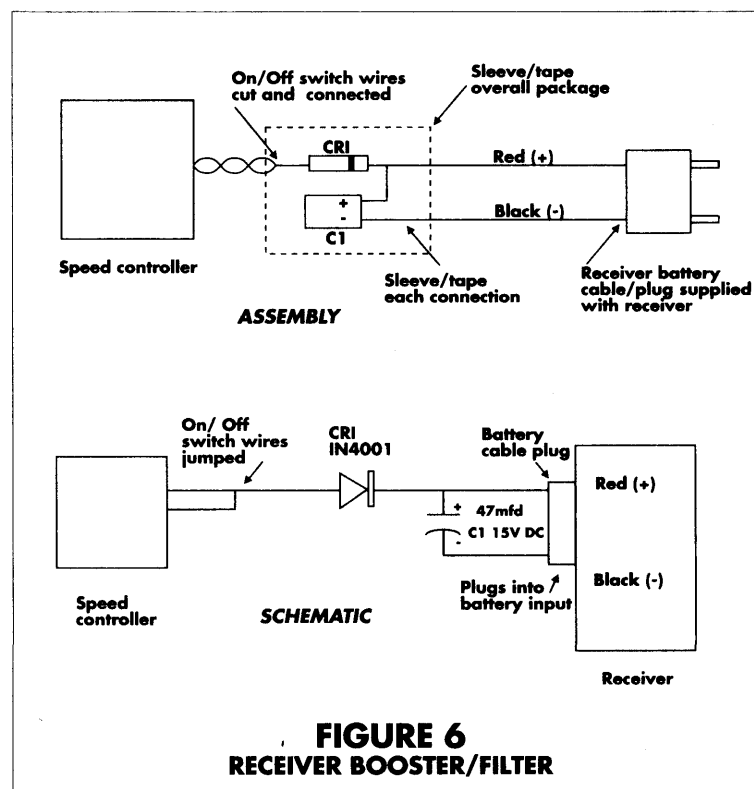 On/Off switch wires
cut and connected
Sleeve/tape
overall package
CRI
Red (+)
+
-
C1
Black (-)
Speed controller
Sleeve/tape
each connection
Receiver battery
cable/plug supplied
with receiver
ASSEMBLY
On/ Off
switch wires
jumped
CRI
IN4001
Battery
cable plug
Red (+)
+
47mfd
C1 15V DC
-
Black (-)
Plugs into
battery input
Speed
controller
SCHEMATIC
Receiver
FIGURE 6
RECEIVER BOOSTER/FILTER